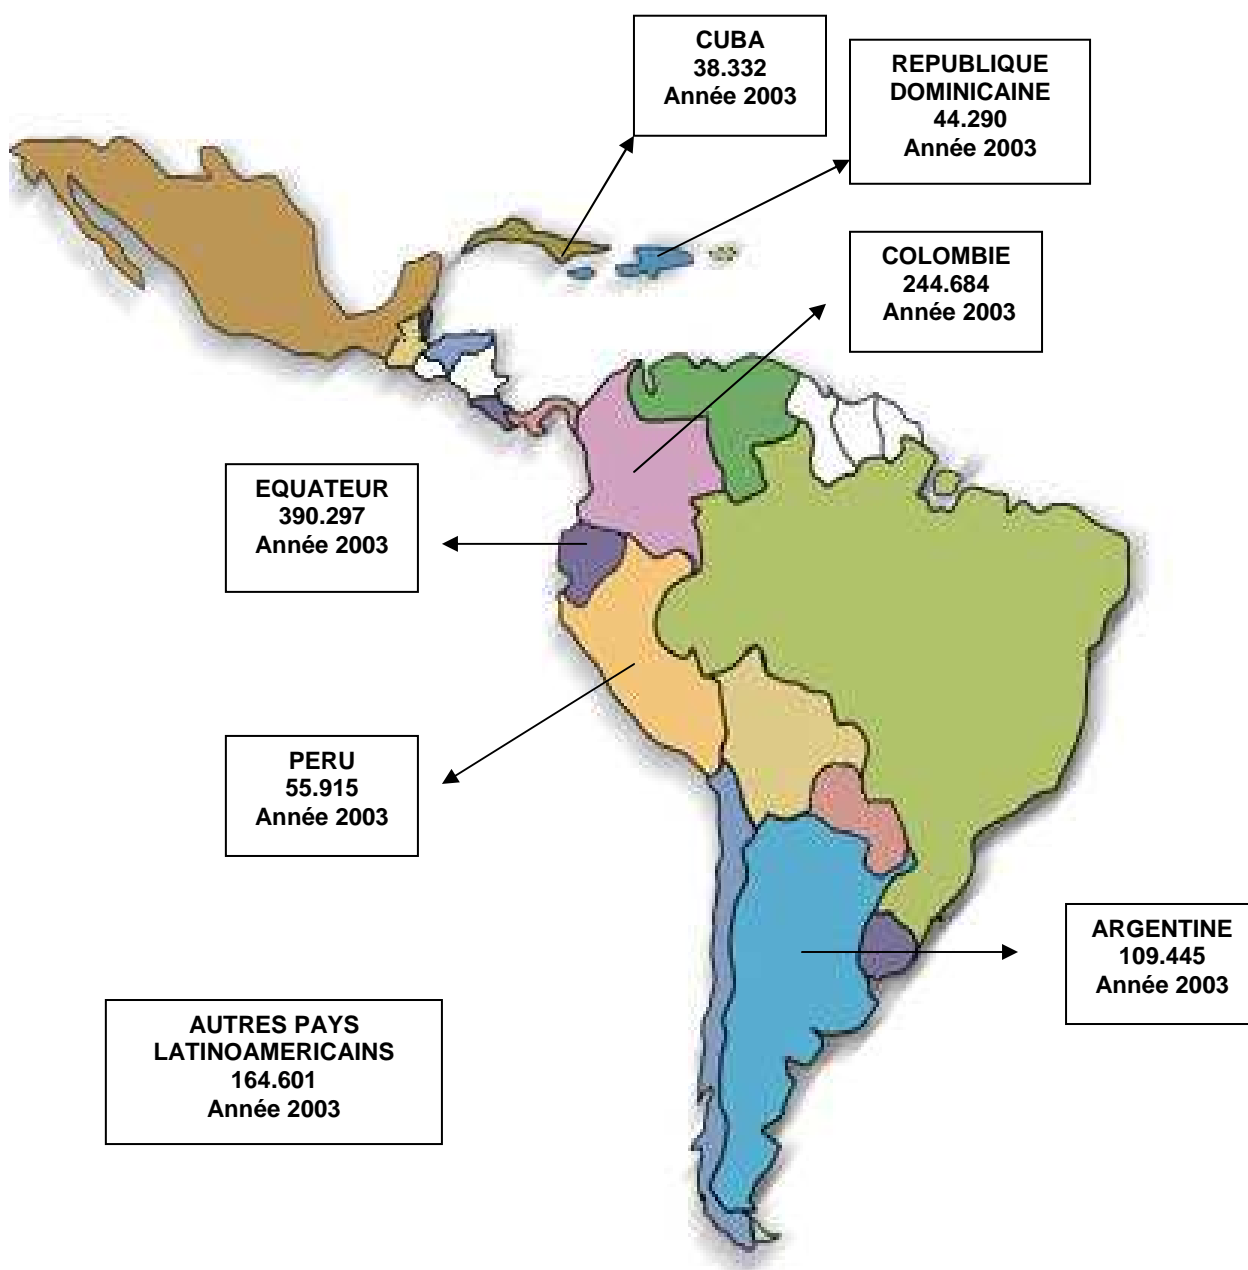 CUBA
38.332
Année 2003
REPUBLIQUE
DOMINICAINE
44.290
Année 2003
COLOMBIE
244.684
Année 2003
EQUATEUR
390.297
Année 2003
PERU
55.915
Année 2003
ARGENTINE
109.445
Année 2003
AUTRES PAYS
LATINOAMERICAINS
164.601
Année 2003